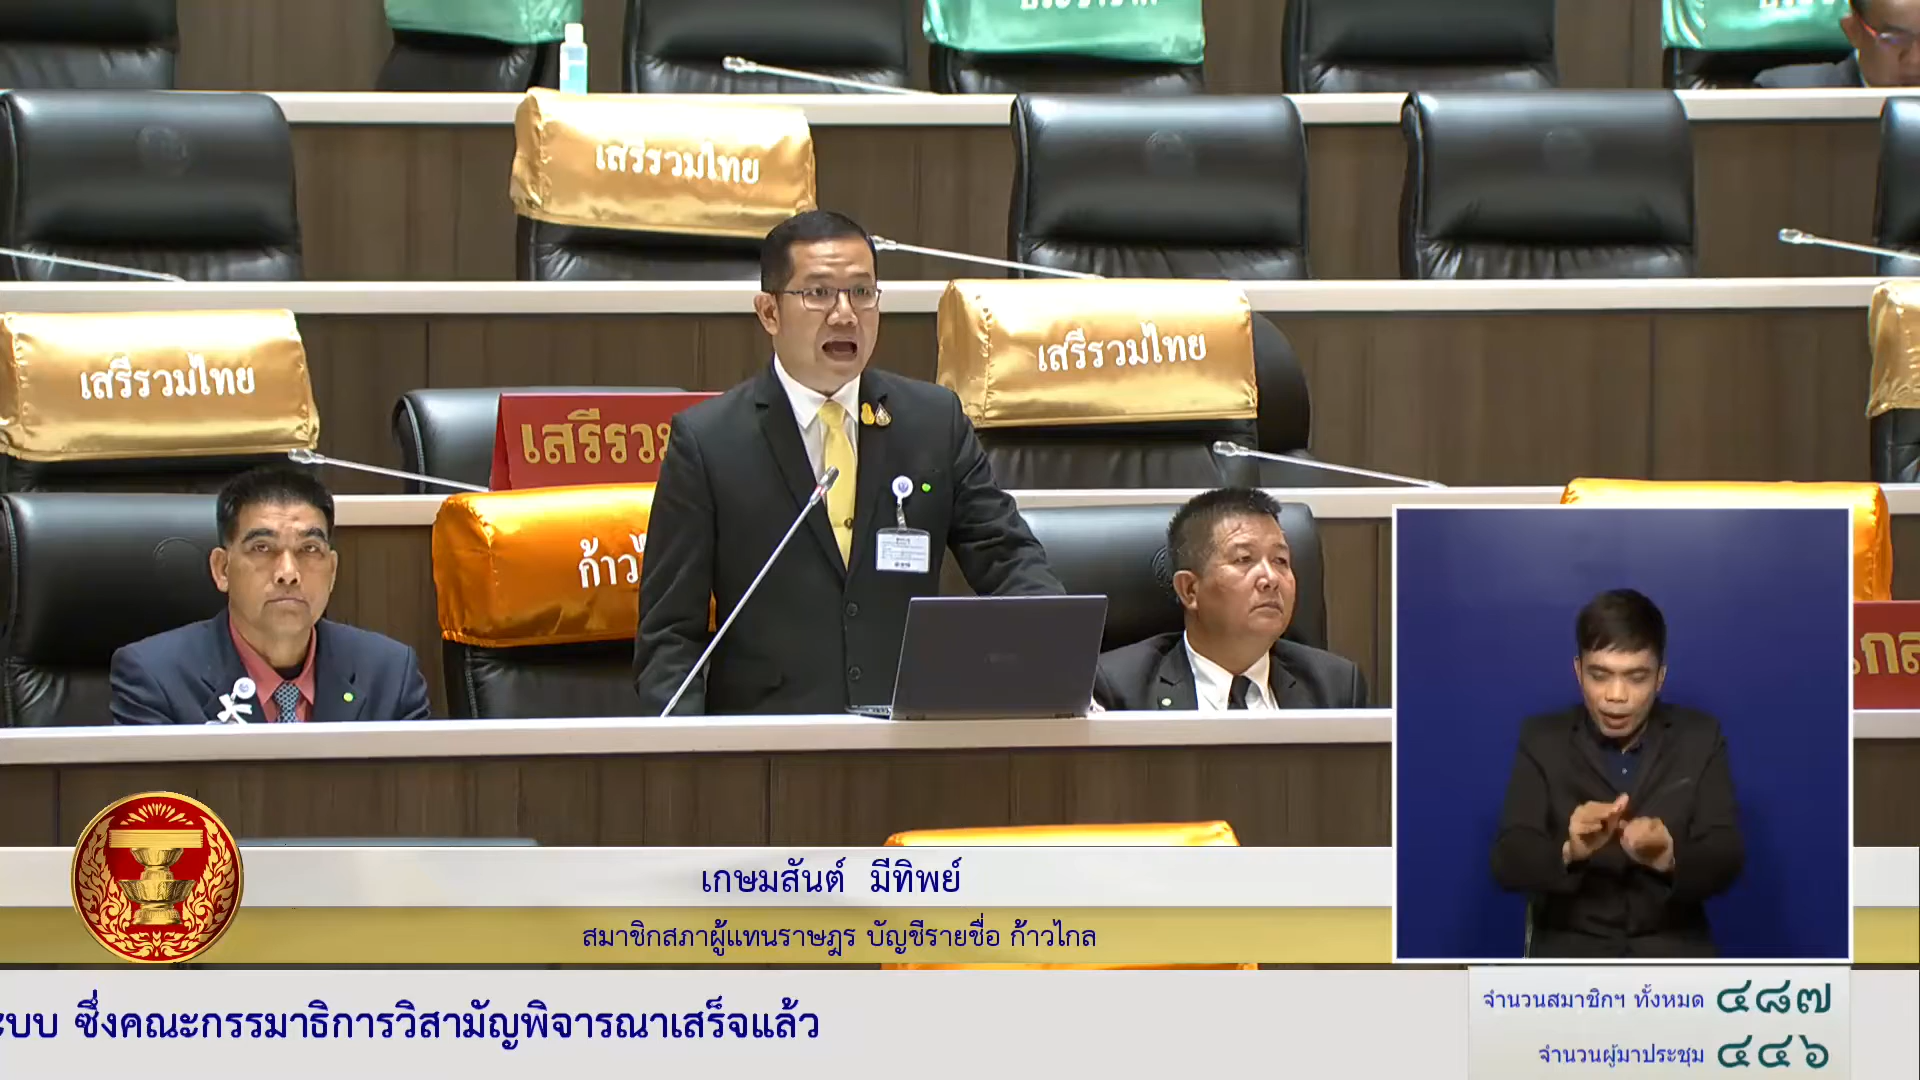 เสรีรวมไทย
เสรีรวมไทย
เสรีรวมไทย
เสรีรว
ก้าวไ
กล
เกษมสันต์ มีทิพย์
สมาชิกสภาผู้แทนราษฎร บัญชีรายชื่อ ก้าวไกล
ะบบ ซึ่งคณะกรรมาธิการวิสามัญพิจารณาเสร็จแล้ว
จำนวนสมาชิกฯ ทั้งหมด ๔๘๗
จำนวนผู้มาประชุม ๔๔๖